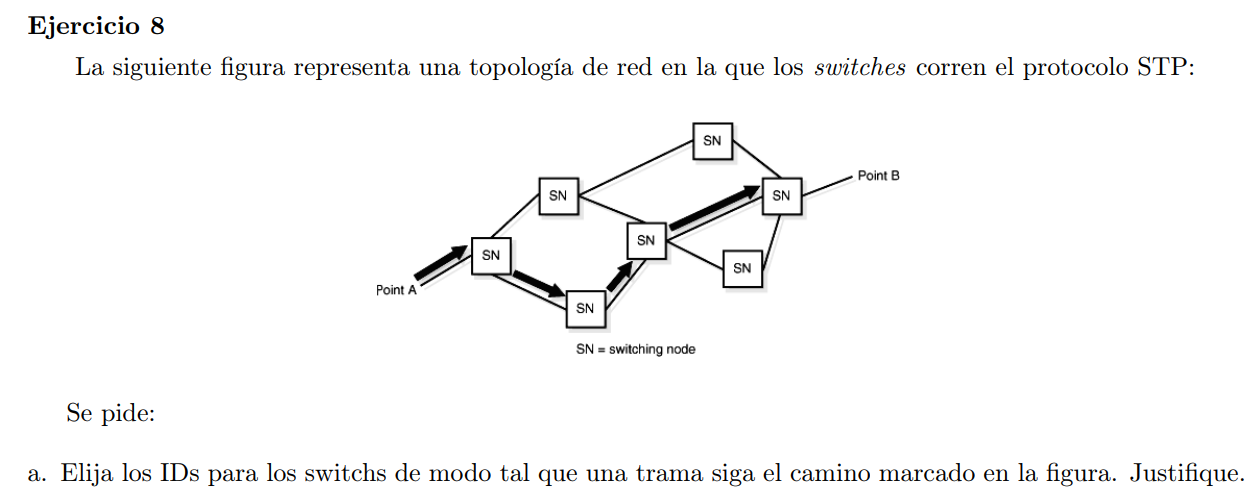 Ejercicio 8
La siguiente figura representa una topología de red en la que los switches corren el protocolo STP:
SN
Point B
SN
SN
SN
SN
SN
Point A
SN
SN = switching node
Se pide:
a. Elija los IDs para los switchs de modo tal que una trama siga el camino marcado en la figura. Justifique.